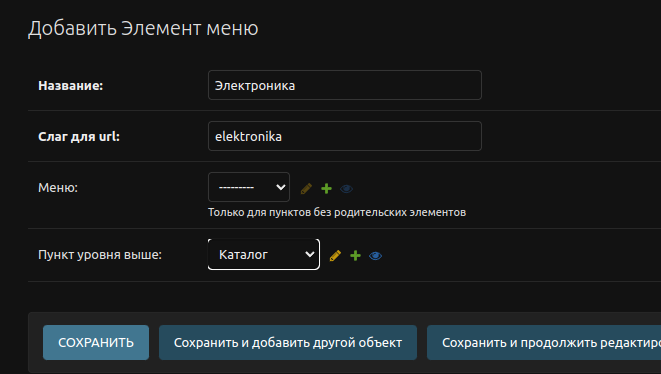 Добавить Элемент меню
Название: Электроника
Слаг для url: elektronika
Меню: ---------
Только для пунктов без родительских элементов
Пункт уровня выше: Каталог
СОХРАНИТЬ Сохранить и добавить другой объект Сохранить и продолжить редактиро